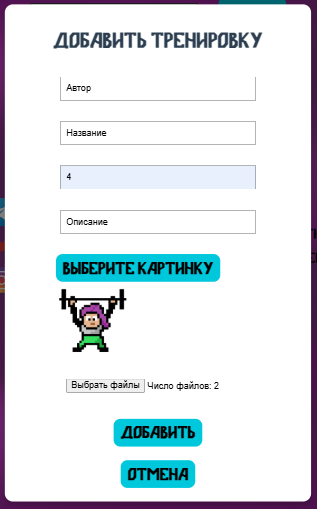 ДОБАВИТЬ ТРЕНИРОВКУ
Автор
Название
4
Описание
ВЫБЕРИТЕ КАРТИНКУ
Выбрать файлы Число файлов: 2
ДОБАВИТЬ
ОТМЕНА